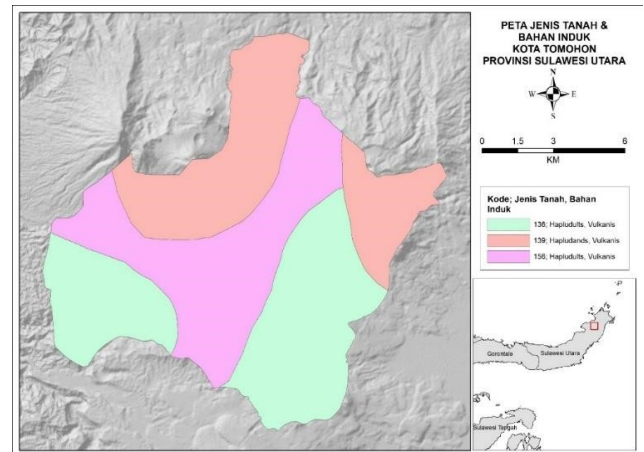 PETA JENIS TANAH &
BAHAN INDUK
KOTA TOMOHON
PROVINSI SULAWESI UTARA
N
W E
S
0 1.5 3 6
KM
Kode; Jenis Tanah, Bahan
Induk
136; Hapludults, Vulkanis
139; Hapludands, Vulkanis
156; Hapludults, Vulkanis
Gorontalo
Sulawesi Utara
Sulawesi Tengah